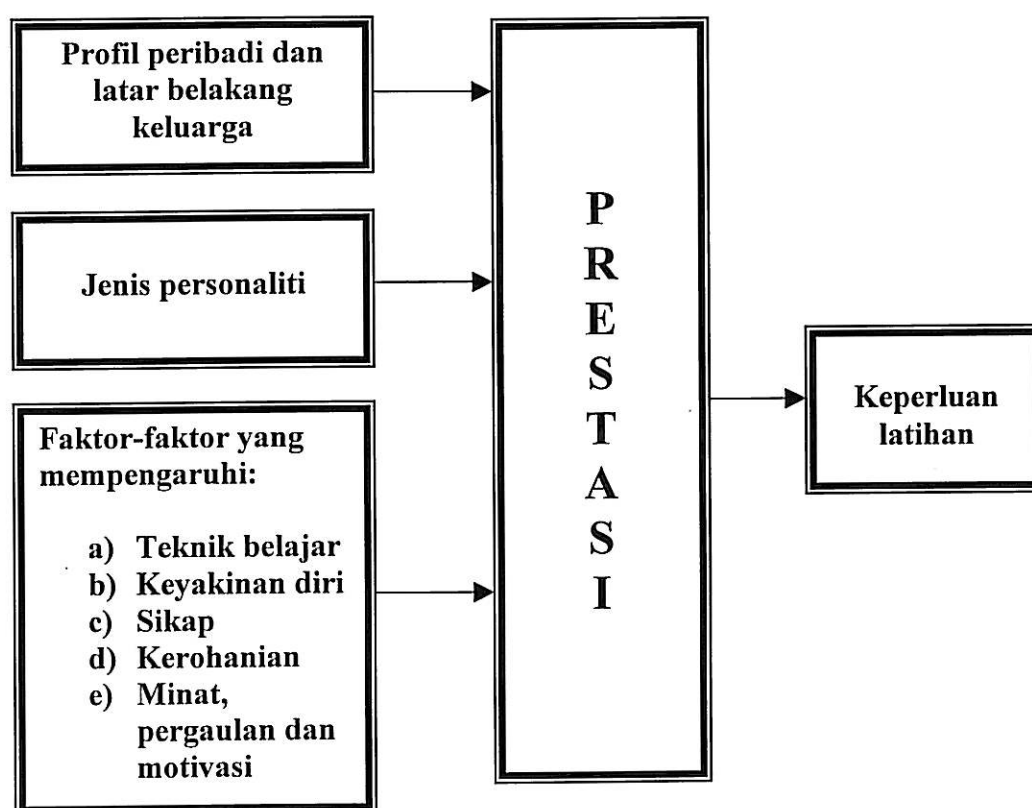 Profil peribadi dan
latar belakang
keluarga
Jenis personaliti
Faktor-faktor yang
mempengaruhi:
a) Teknik belajar
b) Keyakinan diri
c) Sikap
d) Kerohanian
e) Minat,
pergaulan dan
motivasi
P
R
E
S
T
A
S
I
Keperluan
latihan